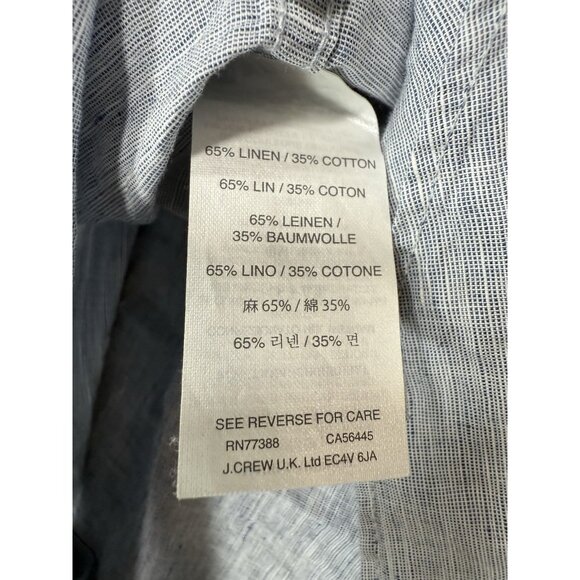 65% LINEN / 35% COTTON
65% LIN / 35% COTON
65% LEINEN /
35% BAUMWOLLE
65% LINO / 35% COTONE
麻 65% / 綿 35%
65% 리넨 / 35% 면
SEE REVERSE FOR CARE
RN77388 CA56445
J.CREW U.K. Ltd EC4V 6JA